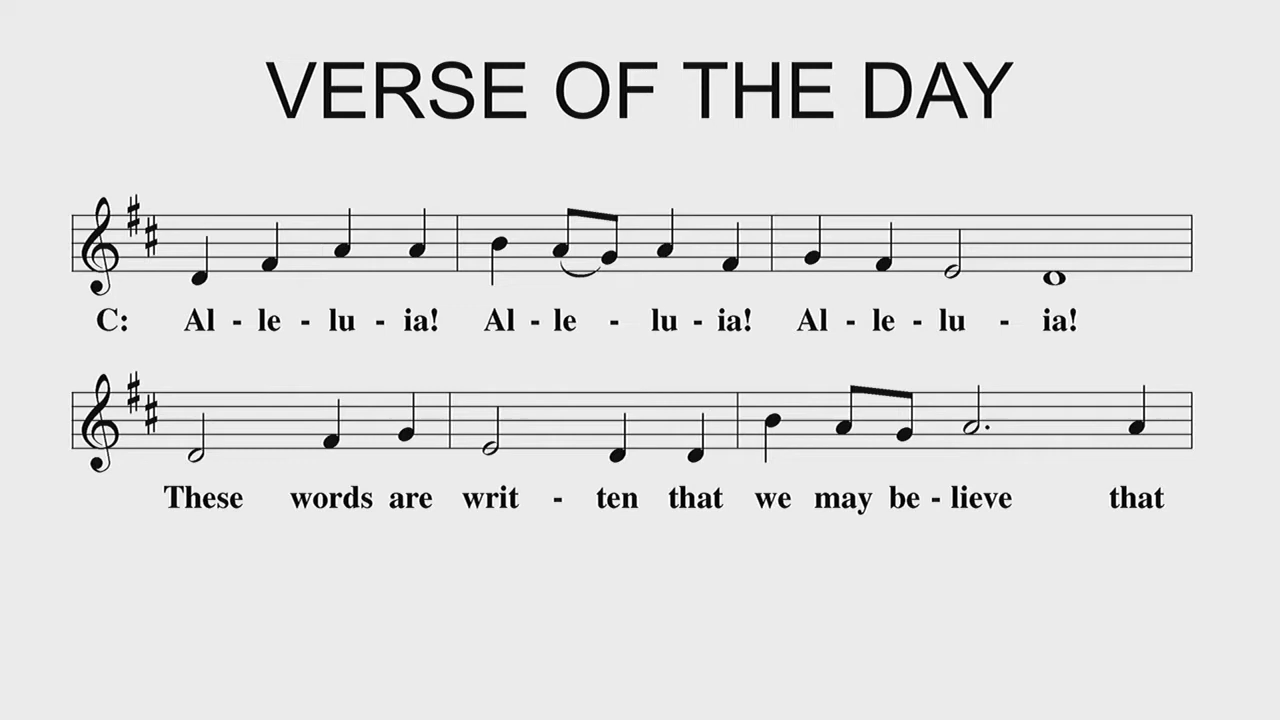 VERSE OF THE DAY
C: Al - le - lu - ia! Al - le - lu - ia! Al - le - lu - ia!
These words are writ - ten that we may be - lieve that